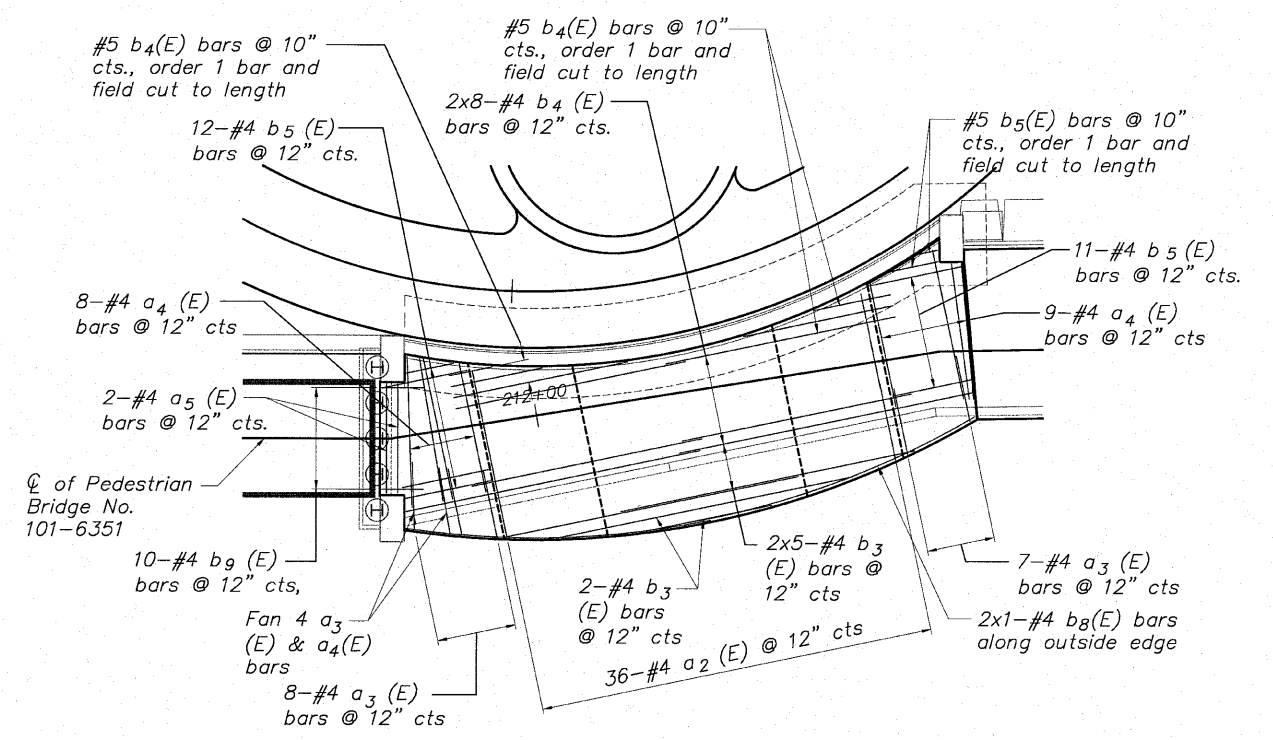 #5 b4(E) bars @ 10"
cts., order 1 bar and
field cut to length
#5 b4(E) bars @ 10"
cts., order 1 bar and
field cut to length
2x8-#4 b4 (E)
bars @ 12" cts.
12-#4 b5 (E)
bars @ 12" cts.
#5 b5(E) bars @ 10"
cts., order 1 bar and
field cut to length
11-#4 b5 (E)
bars @ 12" cts.
8-#4 a4 (E)
bars @ 12" cts
9-#4 a4 (E)
bars @ 12" cts
2-#4 a5 (E)
bars @ 12" cts.
212+00
H
H
H
H
H
℄ of Pedestrian
Bridge No.
101-6351
10-#4 b9 (E)
bars @ 12" cts,
Fan 4 a3
(E) & a4(E)
bars
8-#4 a3 (E)
bars @ 12" cts
2-#4 b3
(E) bars
@ 12" cts
36-#4 a2 (E) @ 12" cts
2x5-#4 b3
(E) bars @
12" cts
7-#4 a3 (E)
bars @ 12" cts
2x1-#4 b8(E) bars
along outside edge